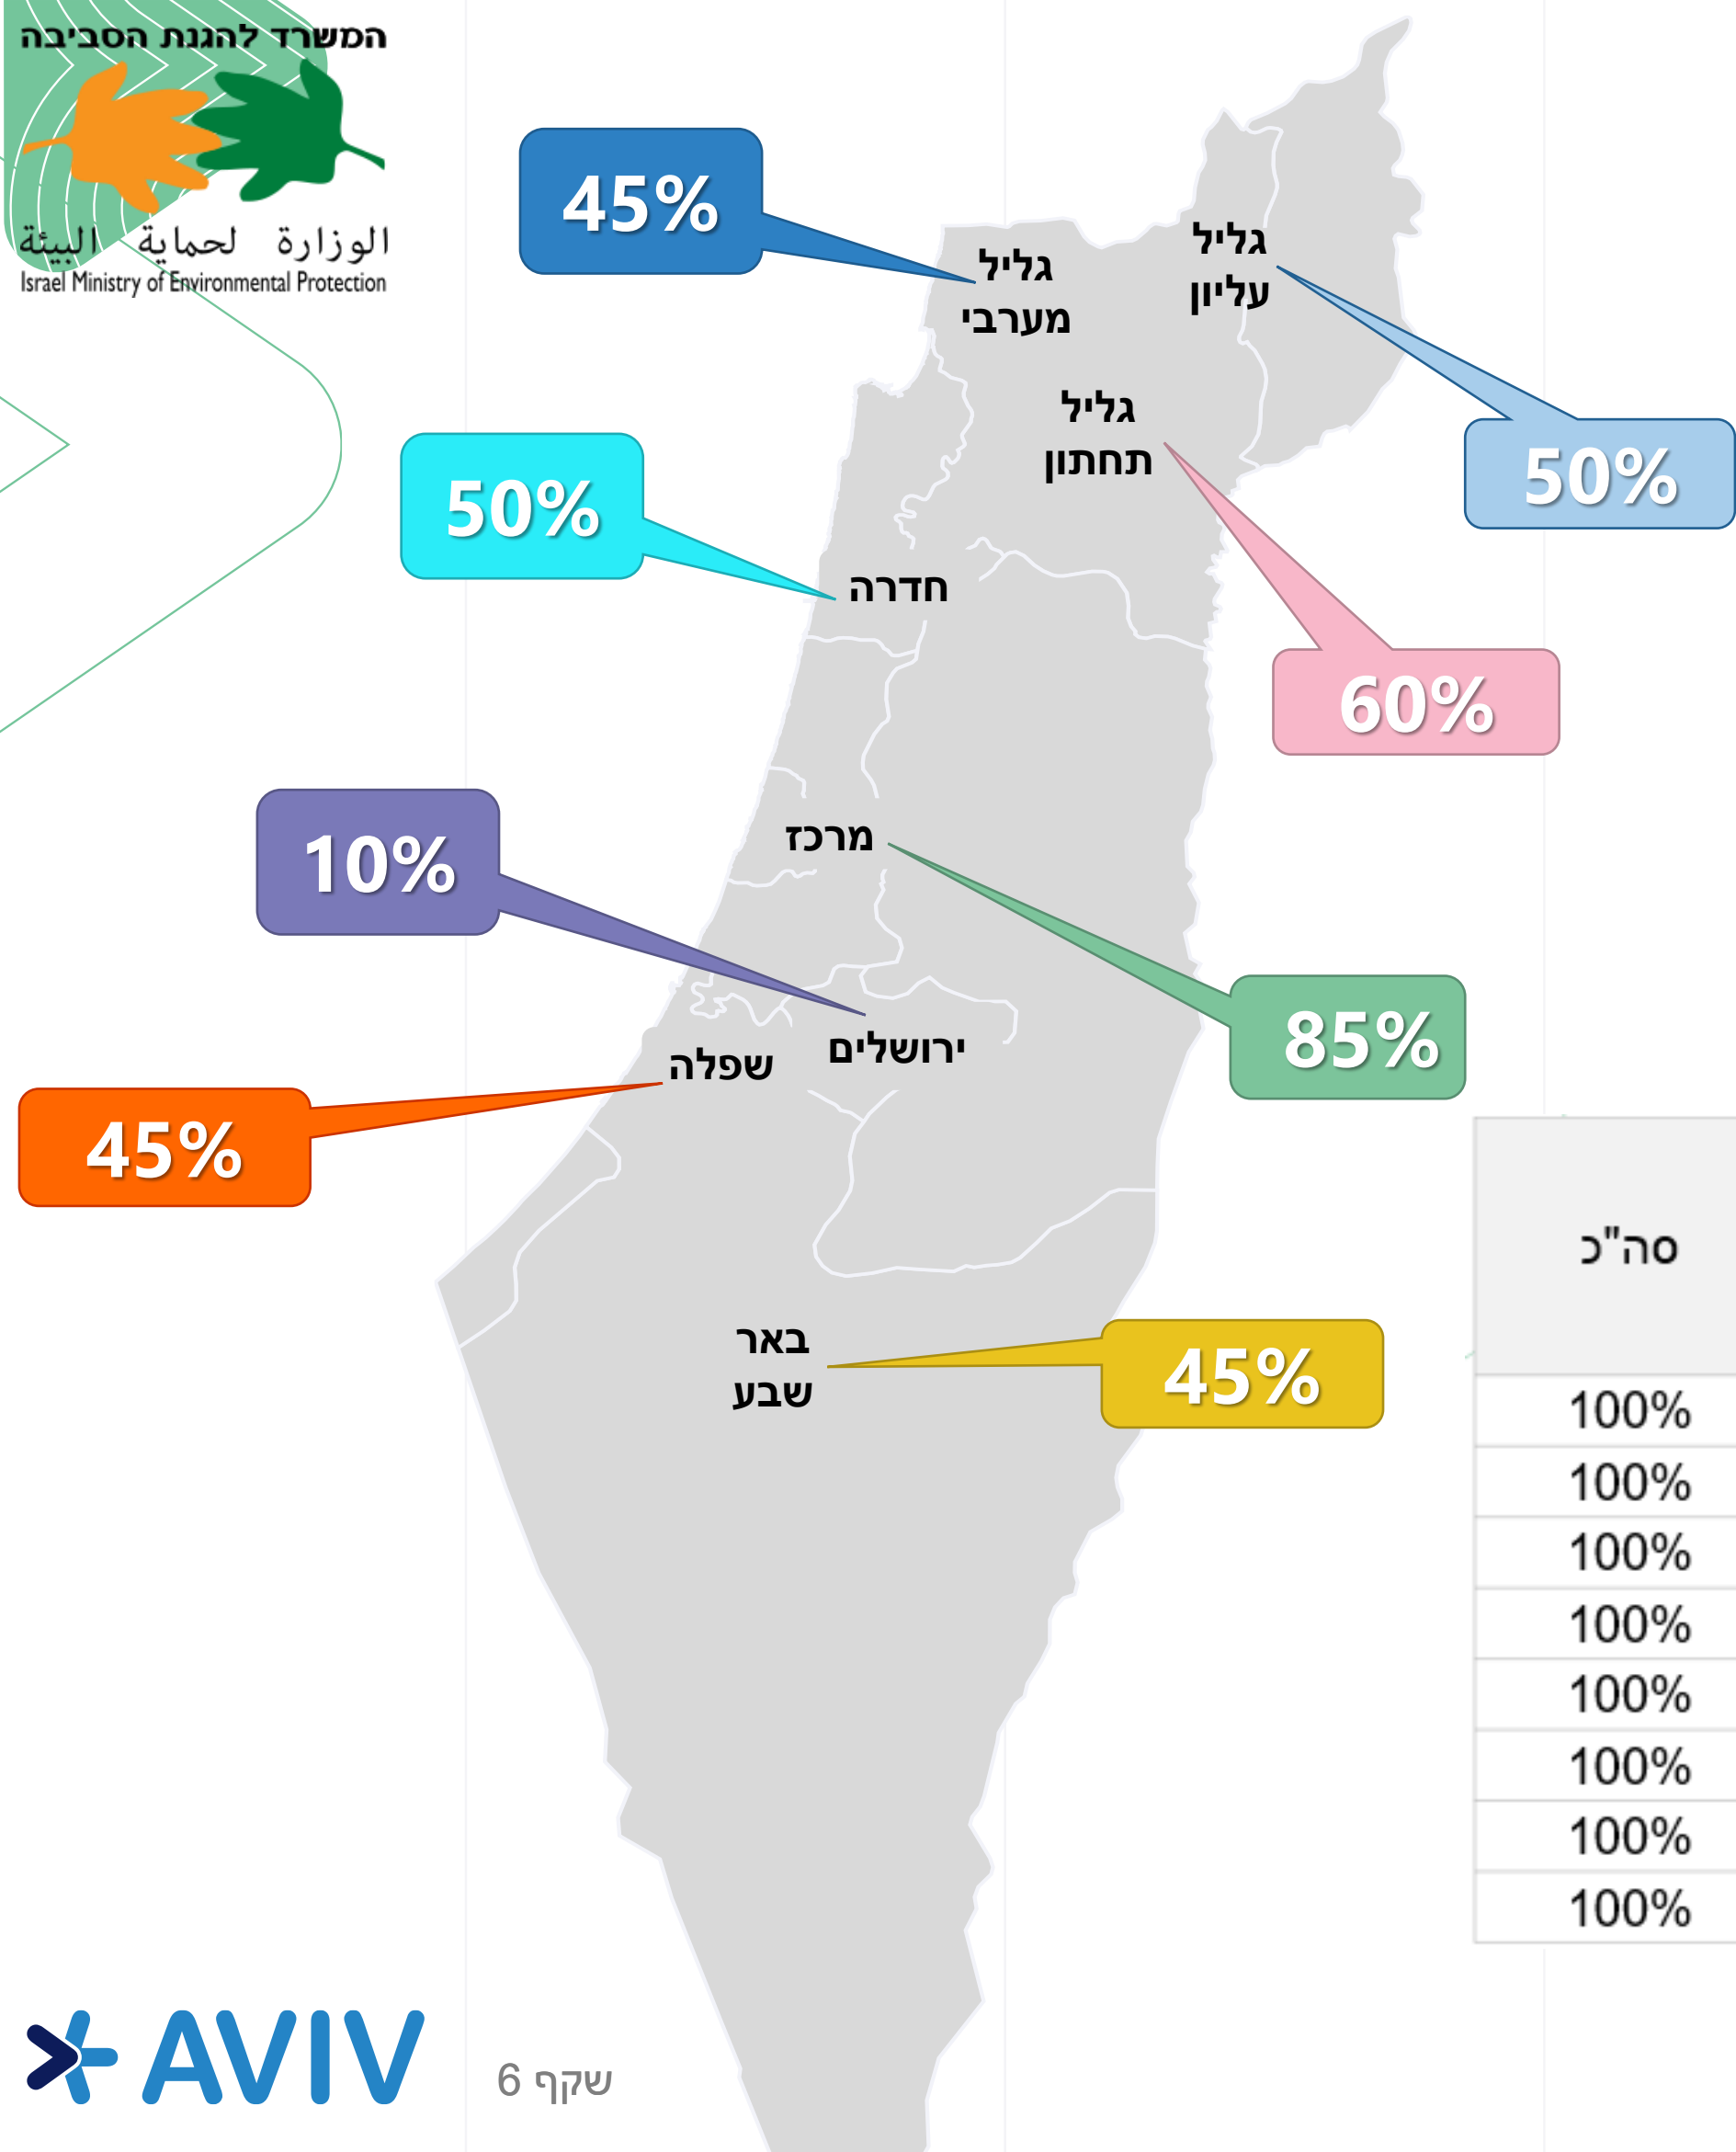 המשרד להגנת הסביבה
الوزارة لحماية البيئة
Israel Ministry of Environmental Protection
45%
גליל
מערבי
גליל
עליון
50%
גליל
תחתון
50%
חדרה
60%
10%
מרכז
85%
ירושלים
שפלה
45%
באר
שבע
45%
סה"כ
100%
100%
100%
100%
100%
100%
100%
100%
AVIV
שקף 6